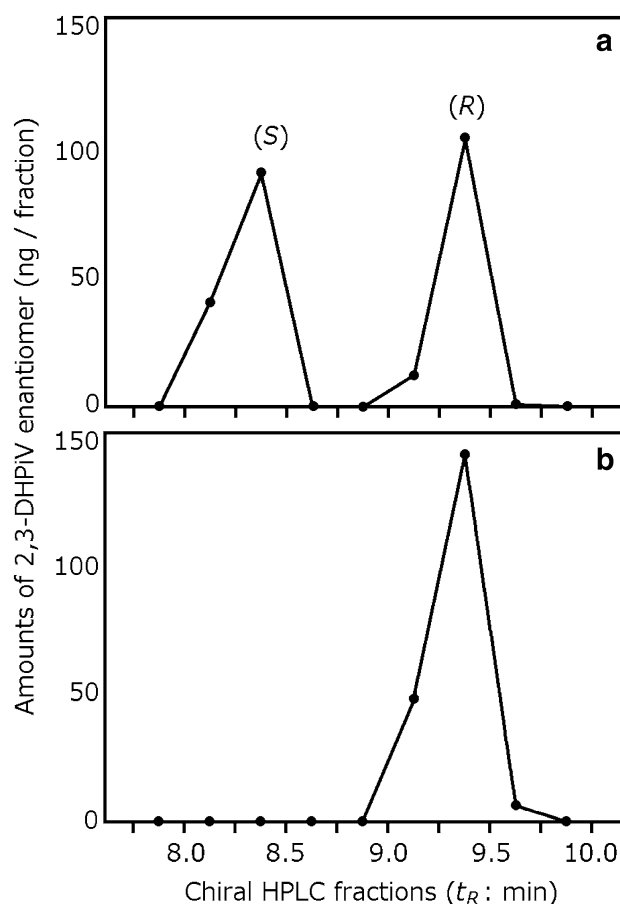 Amounts of 2,3-DHPiV enantiomer (ng / fraction)
150
a
(R)
(S)
100
50
0
150
b
100
50
0
8.0 8.5 9.0 9.5 10.0
Chiral HPLC fractions (tR : min)